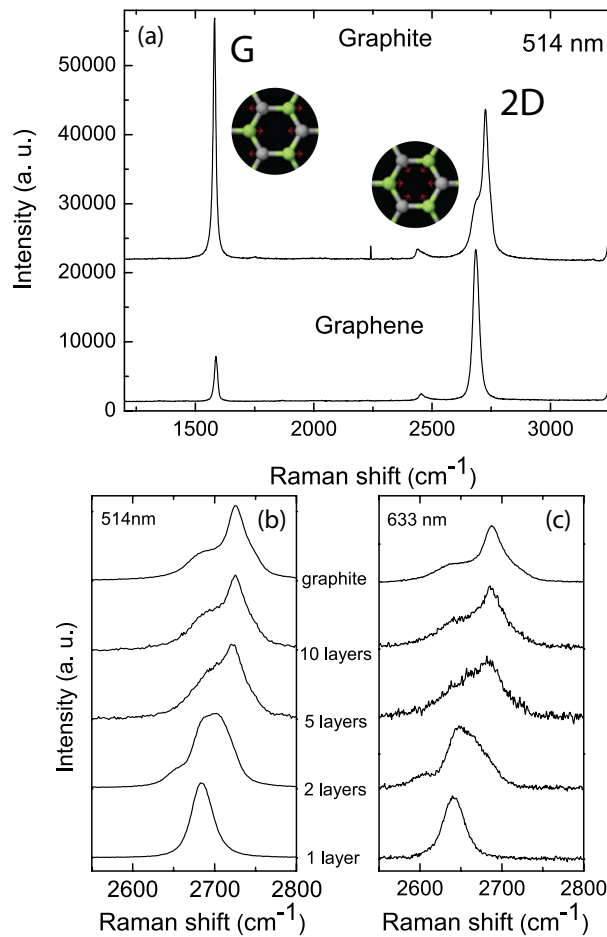 (a)
G
Graphite
514 nm
2D
Graphene
Intensity (a. u.)
50000
40000
30000
20000
10000
0
1500
2000
2500
3000
Raman shift (cm-1)
514nm
(b)
633 nm
(c)
graphite
10 layers
5 layers
2 layers
1 layer
Intensity (a. u.)
2600
2700
2800
2600
2700
2800
Raman shift (cm-1)
Raman shift (cm-1)